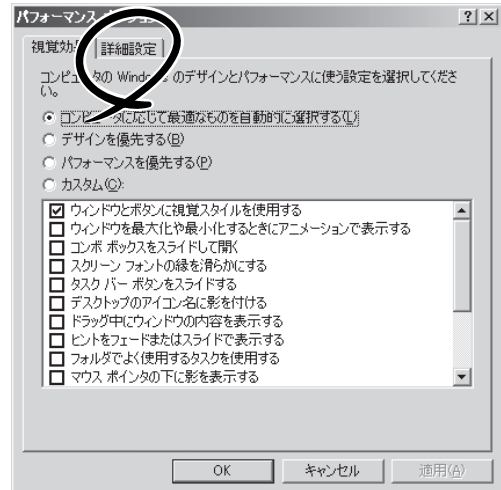 パフォーマンス
? ×
視覚効
詳細設定
コンピュータの Windows のデザインとパフォーマンスに使う設定を選択してくださ
い。
コンピュータに応じて最適なものを自動的に選択する(L)
デザインを優先する(B)
パフォーマンスを優先する(P)
カスタム(C):
ウィンドウとボタンに視覚スタイルを使用する
ウィンドウを最大化や最小化するときにアニメーションで表示する
コンボ ボックスをスライドして開く
スクリーン フォントの縁を滑らかにする
タスク バー ボタンをスライドする
デスクトップのアイコン名に影を付ける
ドラッグ中にウィンドウの内容を表示する
ヒントをフェードまたはスライドで表示する
フォルダでよく使用するタスクを使用する
マウス ポインタの下に影を表示する
OK
キャンセル
適用(A)